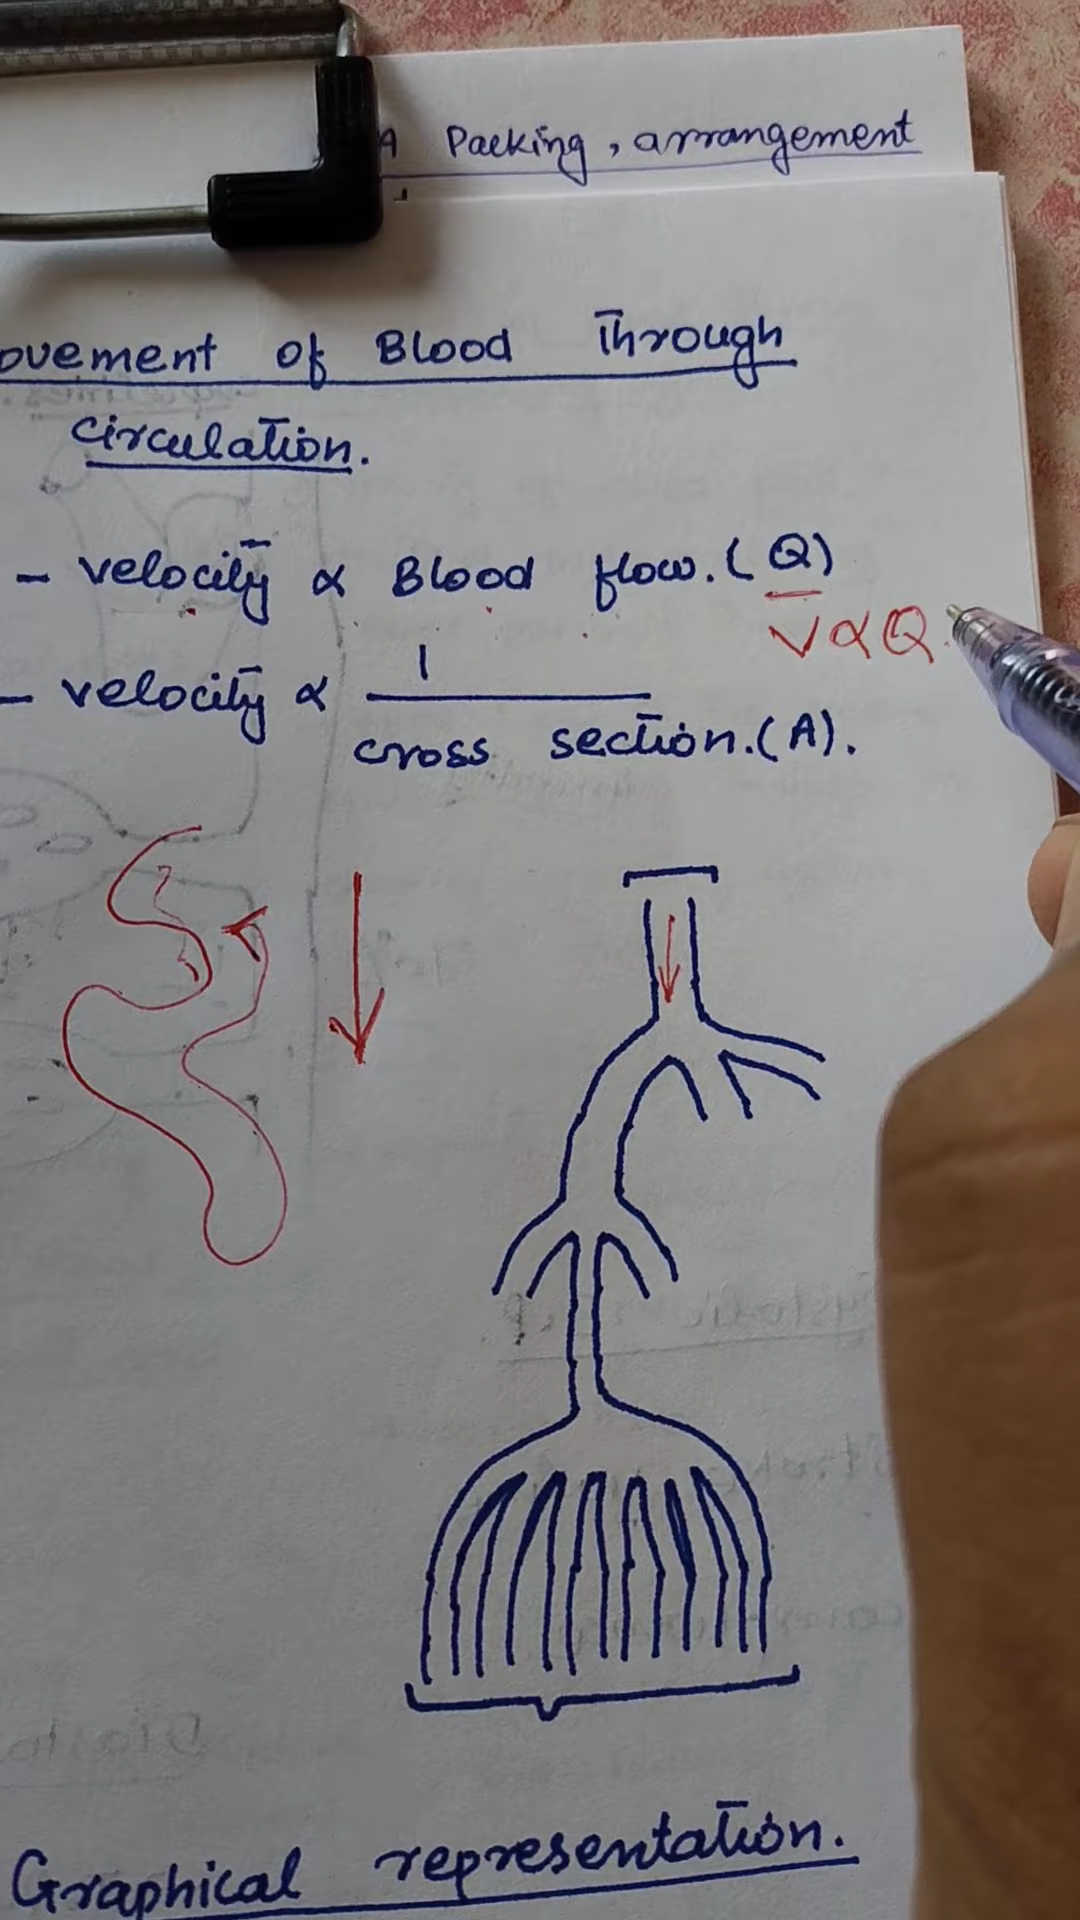 A Packing, arrangement
ovement of Blood Through
circulation.
- velocity ∝ Blood flow. (Q)
V∝Q.
- velocity ∝ 1
cross section. (A).
Graphical representation.